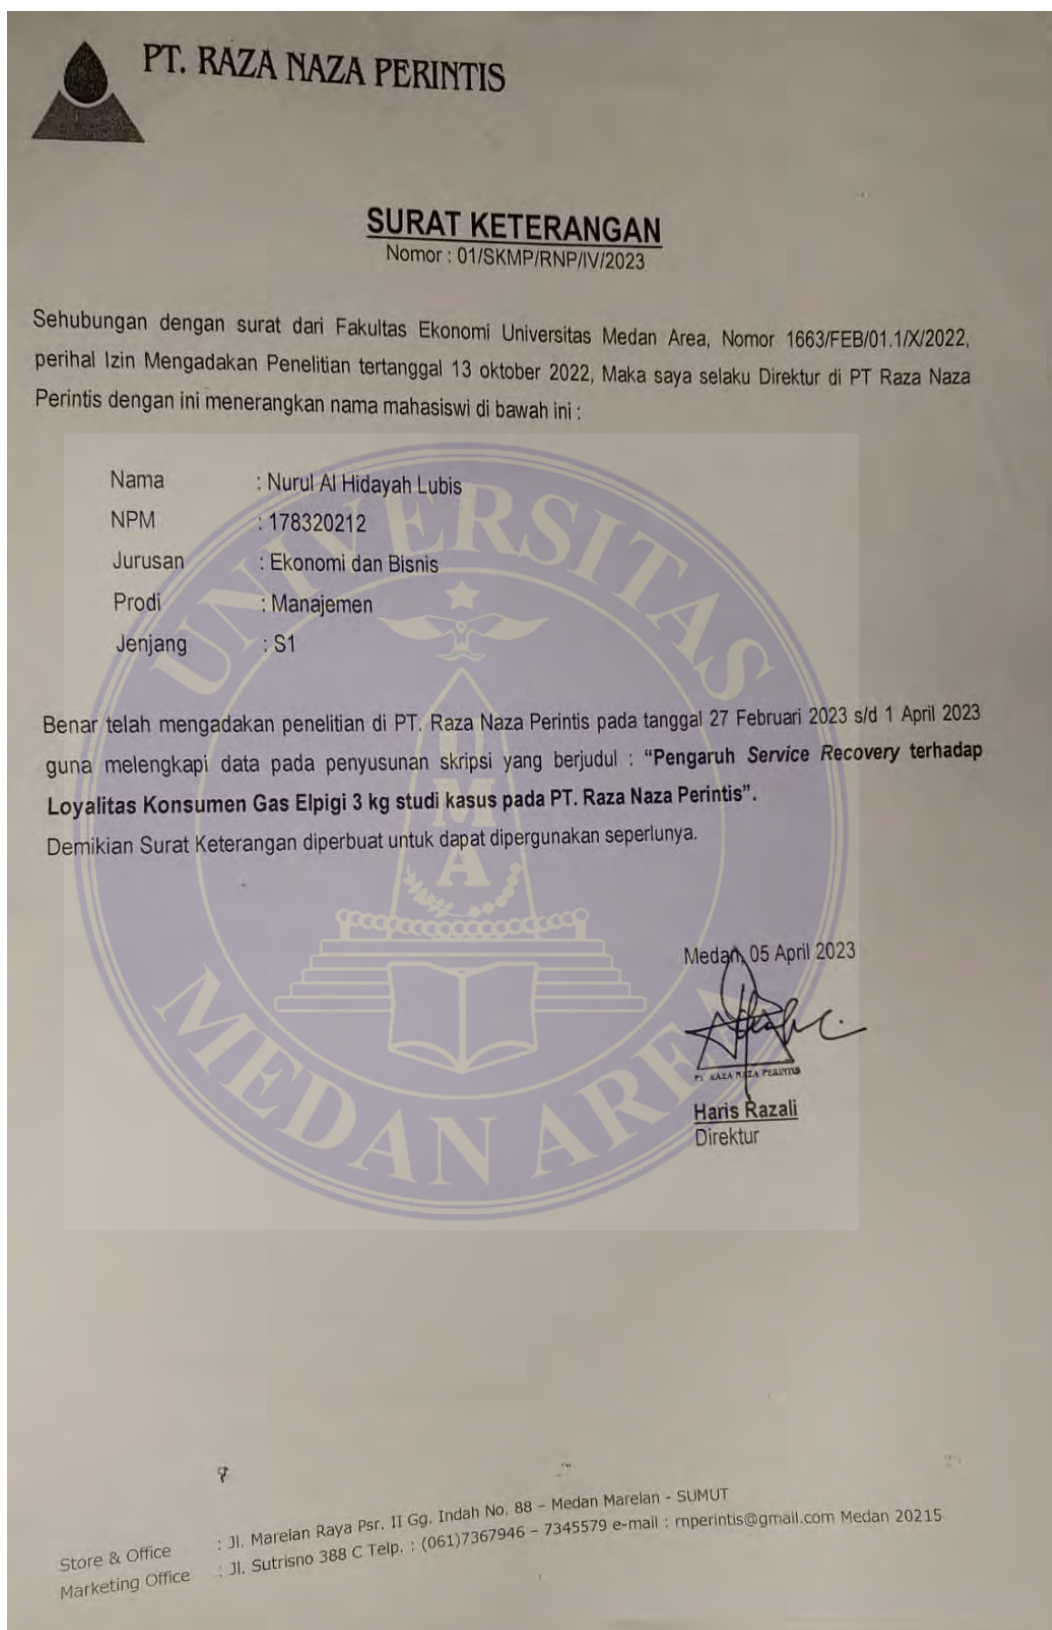 PT. RAZA NAZA PERINTIS
SURAT KETERANGAN
Nomor : 01/SKMP/RNP/IV/2023
Sehubungan dengan surat dari Fakultas Ekonomi Universitas Medan Area, Nomor 1663/FEB/01.1/X/2022,
perihal Izin Mengadakan Penelitian tertanggal 13 oktober 2022, Maka saya selaku Direktur di PT Raza Naza
Perintis dengan ini menerangkan nama mahasiswi di bawah ini :
Nama : Nurul Al Hidayah Lubis
NPM : 178320212
Jurusan : Ekonomi dan Bisnis
Prodi : Manajemen
Jenjang : S1
Benar telah mengadakan penelitian di PT. Raza Naza Perintis pada tanggal 27 Februari 2023 s/d 1 April 2023
guna melengkapi data pada penyusunan skripsi yang berjudul : “Pengaruh Service Recovery terhadap
Loyalitas Konsumen Gas Elpigi 3 kg studi kasus pada PT. Raza Naza Perintis”.
Demikian Surat Keterangan diperbuat untuk dapat dipergunakan seperlunya.
UNIVERSITAS
UMA
MEDAN AREA
Medan, 05 April 2023
PT RAZA NAZA PERINTIS
Haris Razali
Direktur
Store & Office : Jl. Marelan Raya Psr. II Gg. Indah No. 88 – Medan Marelan - SUMUT
Marketing Office : Jl. Sutrisno 388 C Telp. : (061)7367946 – 7345579 e-mail : rnperintis@gmail.com Medan 20215